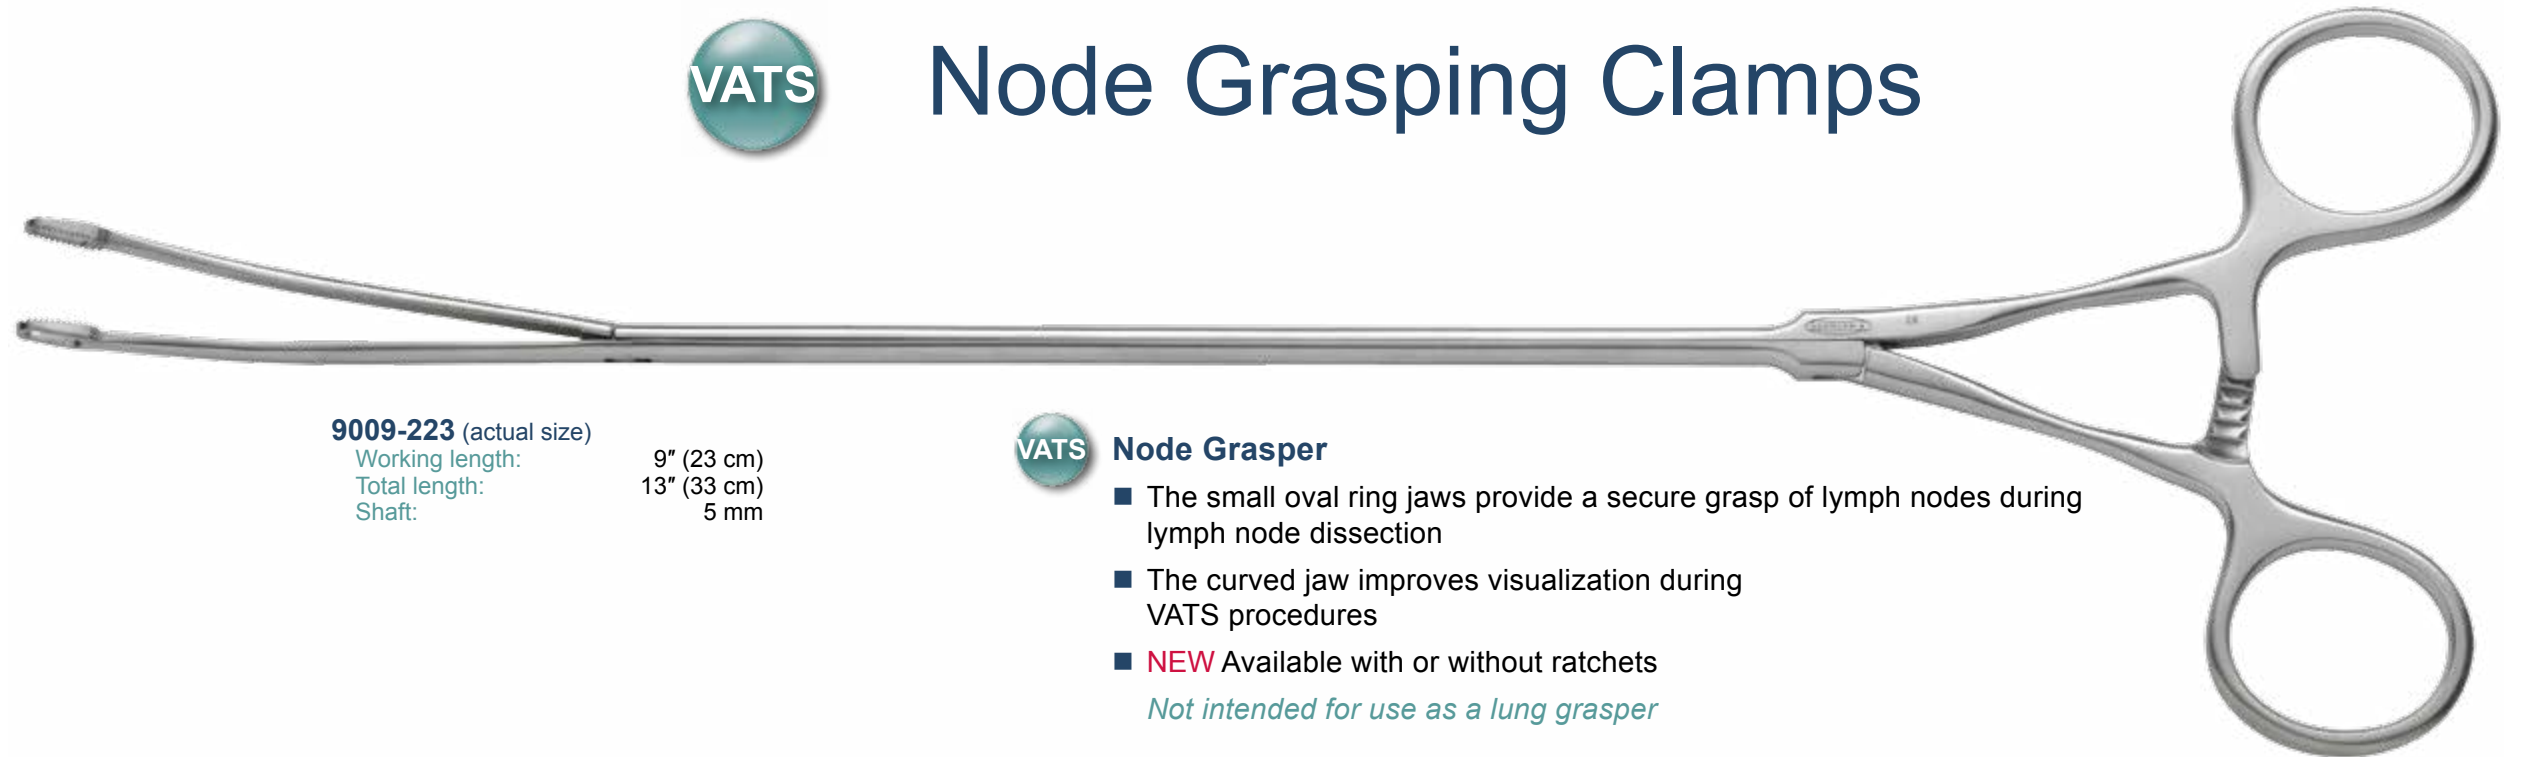 VATS
Node Grasping Clamps
9009-223 (actual size)
Working length: 9″ (23 cm)
Total length: 13″ (33 cm)
Shaft: 5 mm
VATS
Node Grasper
■ The small oval ring jaws provide a secure grasp of lymph nodes during
lymph node dissection
■ The curved jaw improves visualization during
VATS procedures
■ NEW Available with or without ratchets
Not intended for use as a lung grasper